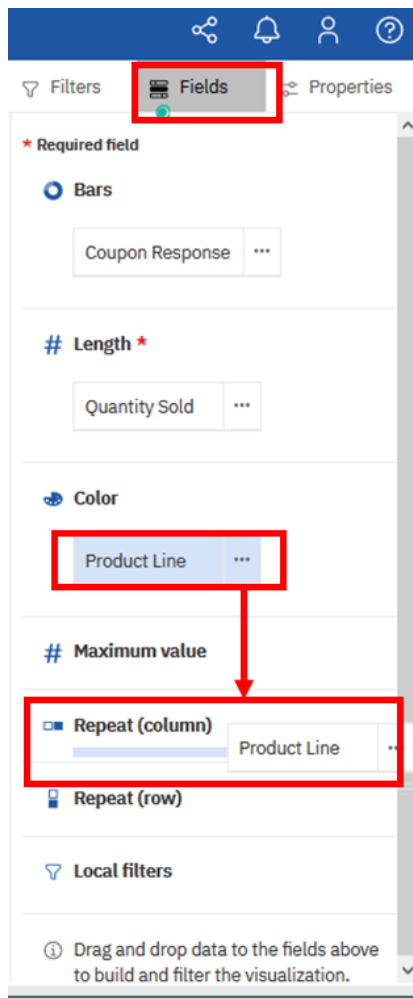 Filters Fields Properties
* Required field
Bars
Coupon Response ...
# Length *
Quantity Sold ...
Color
Product Line ...
# Maximum value
Repeat (column)
Product Line ...
Repeat (row)
Local filters
Drag and drop data to the fields above
to build and filter the visualization.